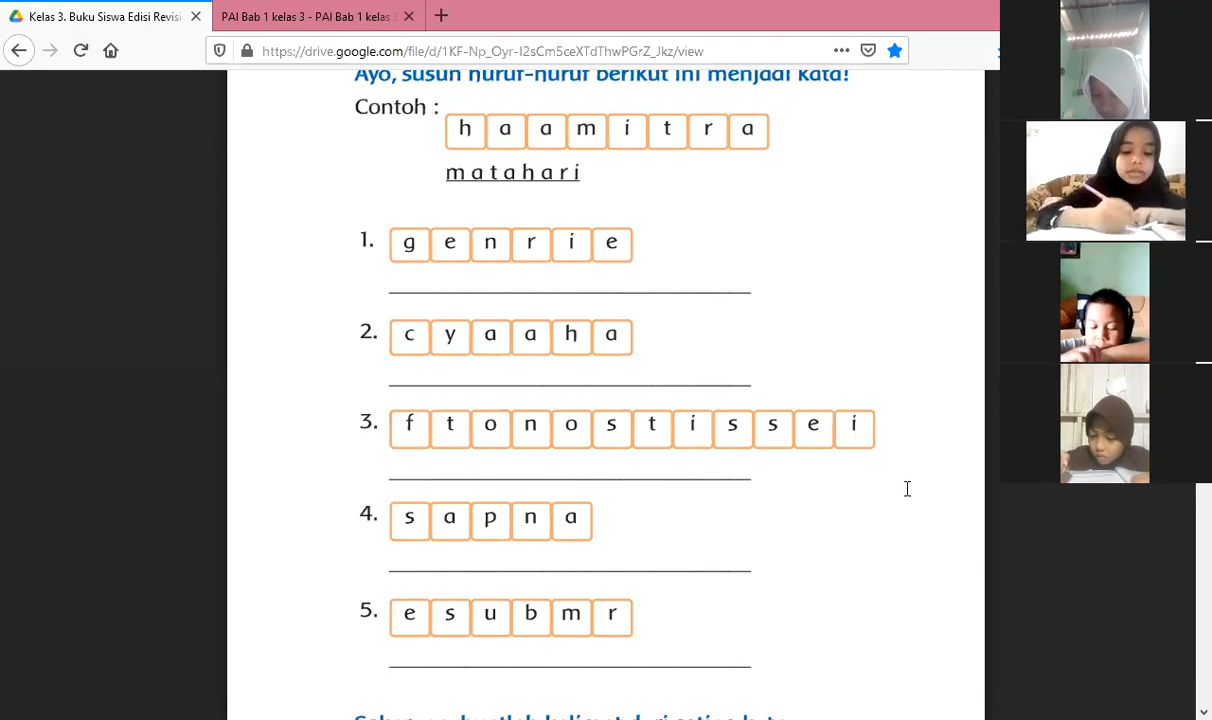 Kelas 3. Buku Siswa Edisi Revisi
PAI Bab 1 kelas 3 - PAI Bab 1 kelas 3
https://drive.google.com/file/d/1KF-Np_Oyr-I2sCm5ceXTdThwPGrZ_Jkz/view
Ayo, susun huruf-huruf berikut ini menjadi kata!
Contoh :
h a a m i t r a
m a t a h a r i
1. g e n r i e
2. c y a a h a
3. f t o n o s t i s s e i
4. s a p n a
5. e s u b m r